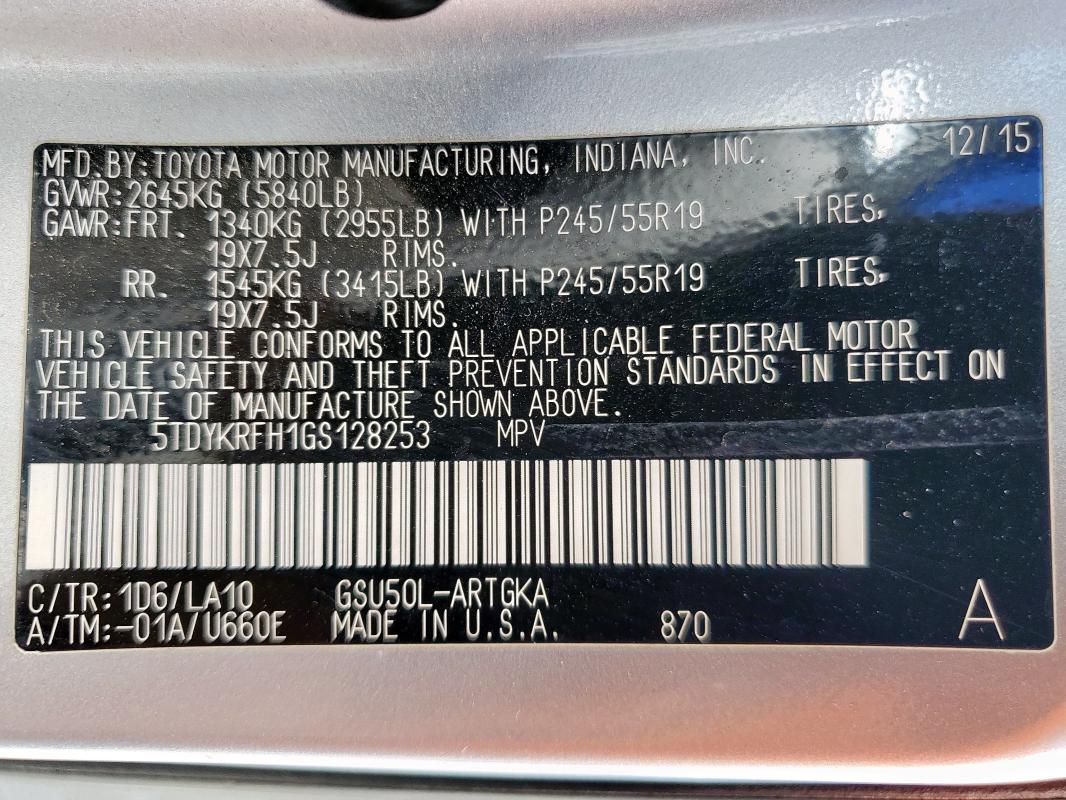 MFD.BY:TOYOTA MOTOR MANUFACTURING, INDIANA, INC. 12/15
GVWR:2645KG (5840LB)
GAWR:FRT. 1340KG (2955LB) WITH P245/55R19 TIRES,
19X7.5J RIMS.
RR. 1545KG (3415LB) WITH P245/55R19 TIRES,
19X7.5J RIMS.
THIS VEHICLE CONFORMS TO ALL APPLICABLE FEDERAL MOTOR
VEHICLE SAFETY AND THEFT PREVENTION STANDARDS IN EFFECT ON
THE DATE OF MANUFACTURE SHOWN ABOVE.
5TDYKRFH1GS128253 MPV
C/TR:1D6/LA10 GSU50L-ARTGKA
A/TM:-01A/U660E MADE IN U.S.A. 870 A